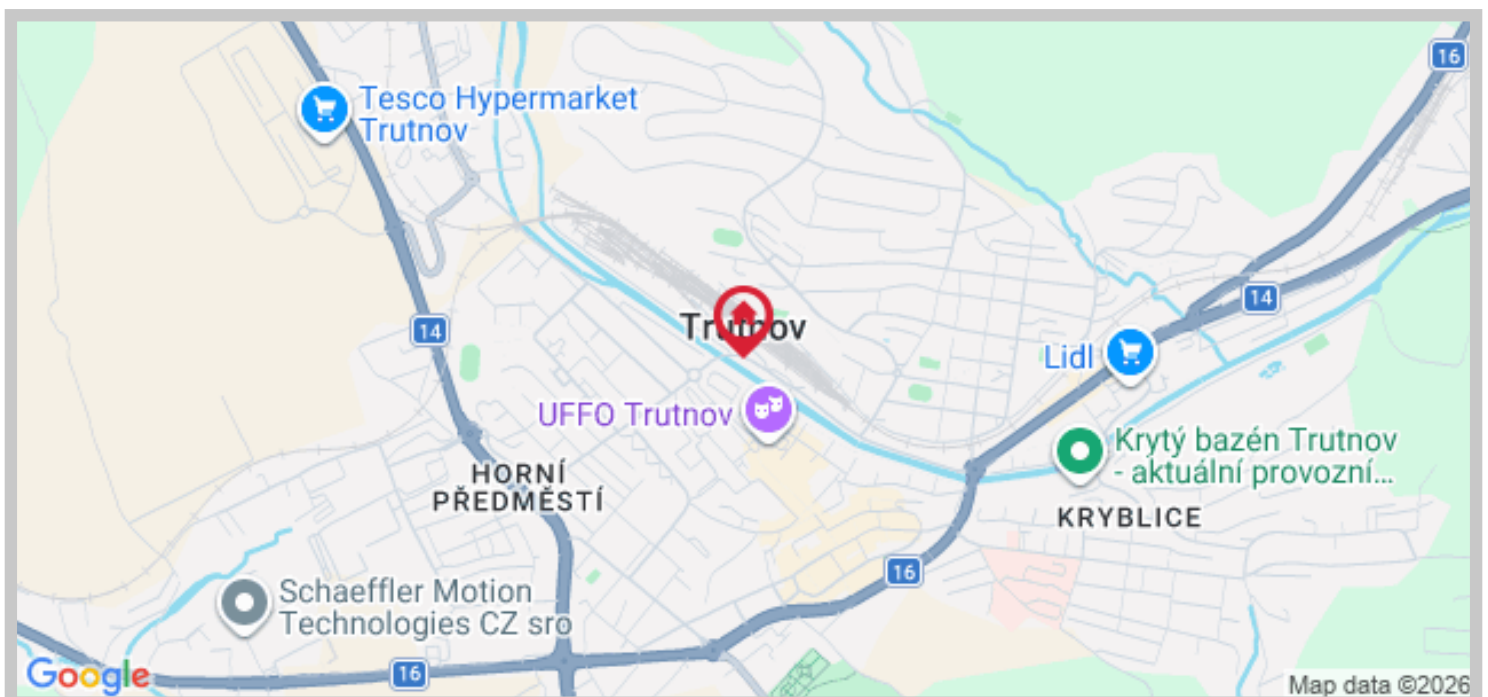 16
Tesco Hypermarket
Trutnov
14
14
Trutnov
Lidl
UFFO Trutnov
Krytý bazén Trutnov
- aktuální provozní...
HORNÍ
PŘEDMĚSTÍ
KRYBLICE
16
Schaeffler Motion
Technologies CZ sro
16
Google
Map data ©2026